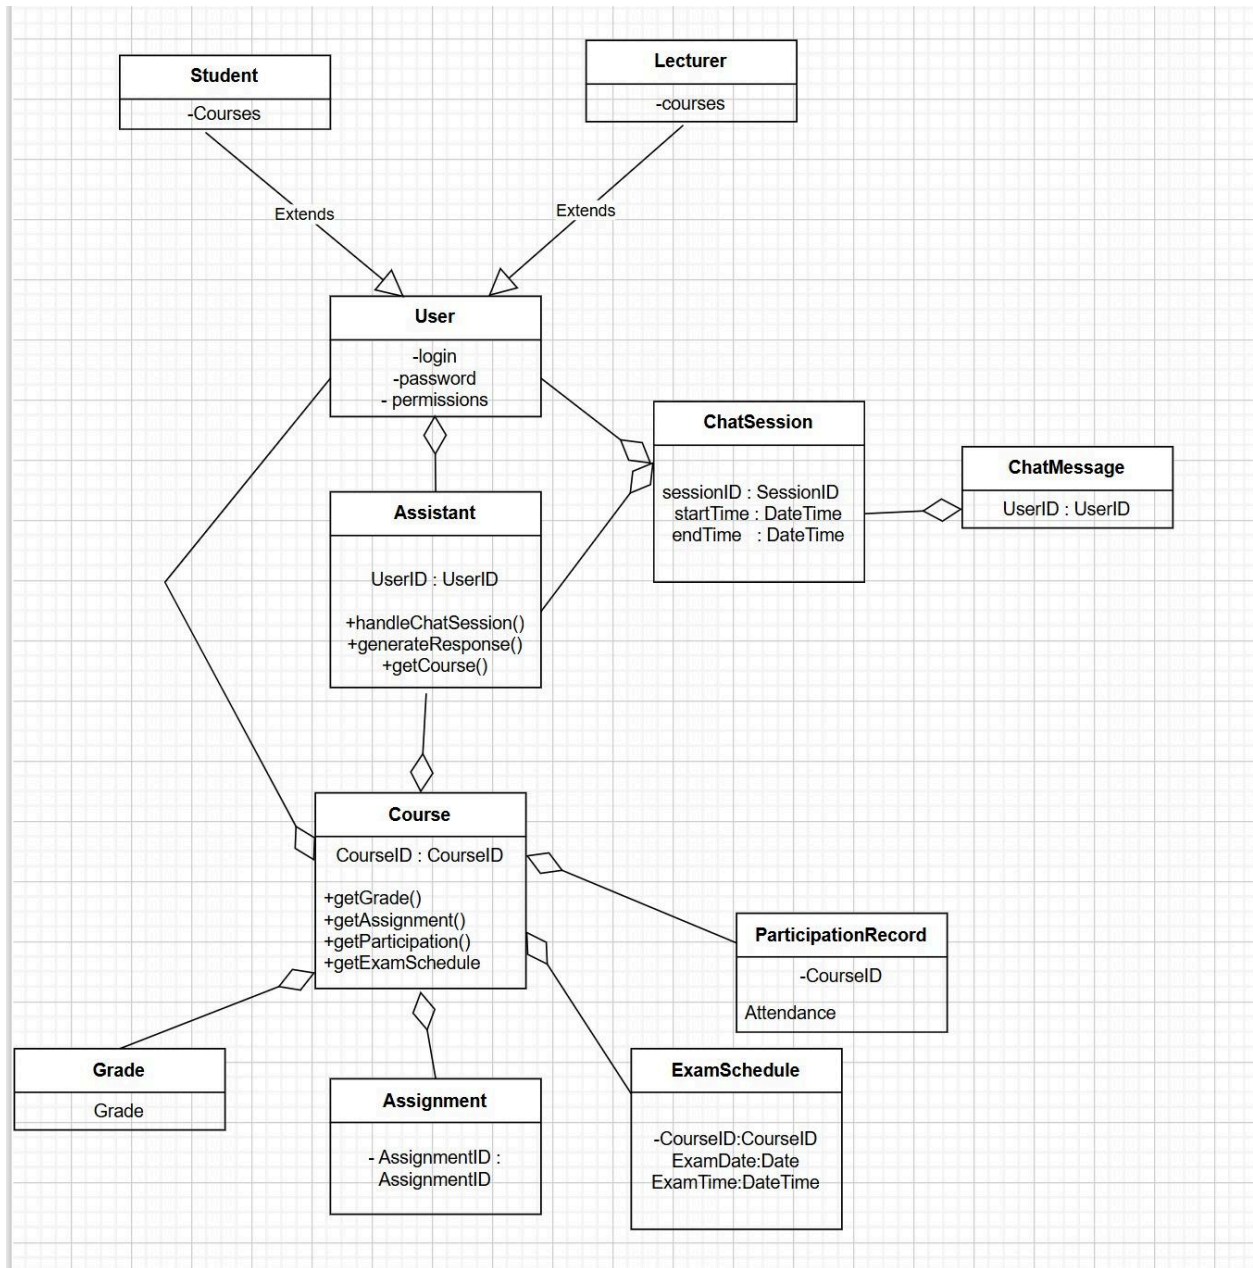 Student
-Courses
Lecturer
-courses
Extends
Extends
User
-login
-password
- permissions
ChatSession
sessionID : SessionID
startTime : DateTime
endTime : DateTime
ChatMessage
UserID : UserID
Assistant
UserID : UserID
+handleChatSession()
+generateResponse()
+getCourse()
Course
CourseID : CourseID
+getGrade()
+getAssignment()
+getParticipation()
+getExamSchedule
ParticipationRecord
-CourseID
Attendance
Grade
Grade
Assignment
- AssignmentID :
AssignmentID
ExamSchedule
-CourseID:CourseID
ExamDate:Date
ExamTime:DateTime